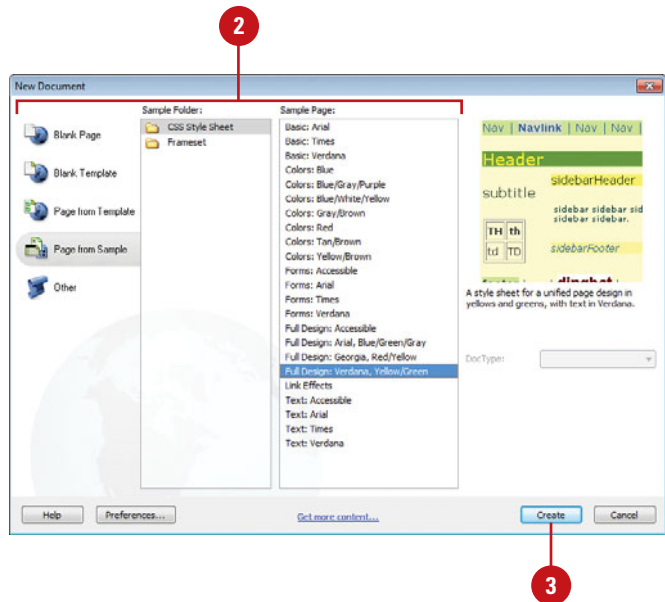 2
New Document
Sample Folder:
Sample Page:
Blank Page
Blank Template
Page from Template
Page from Sample
Other
CSS Style Sheet
Frameset
Basic: Arial
Basic: Times
Basic: Verdana
Colors: Blue
Colors: Blue/Gray/Purple
Colors: Blue/White/Yellow
Colors: Gray/Brown
Colors: Red
Colors: Tan/Brown
Colors: Yellow/Brown
Forms: Accessible
Forms: Arial
Forms: Times
Forms: Verdana
Full Design: Accessible
Full Design: Arial, Blue/Green/Gray
Full Design: Georgia, Red/Yellow
Full Design: Verdana, Yellow/Green
Link Effects
Text: Accessible
Text: Arial
Text: Times
Text: Verdana
Nav | Navlink | Nav | Nav |
Header
sidebarHeader
subtitle
sidebar sidebar sid
sidebar sidebar.
TH th
td TD
sidebarFooter
A style sheet for a unified page design in
yellows and greens, with text in Verdana.
DocType:
Help
Preferences...
Get more content...
Create
Cancel
3